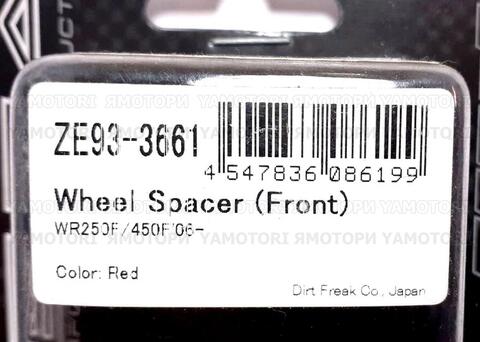 ZE93-3661
4 547836 086199
Wheel Spacer (Front)
WR250F/450F'06-
YAMOTORI ЯМОТОРИ YAMOTORI ЯМОТОРИ YAMOTORI
Color: Red
Dirt Freak Co., Japan